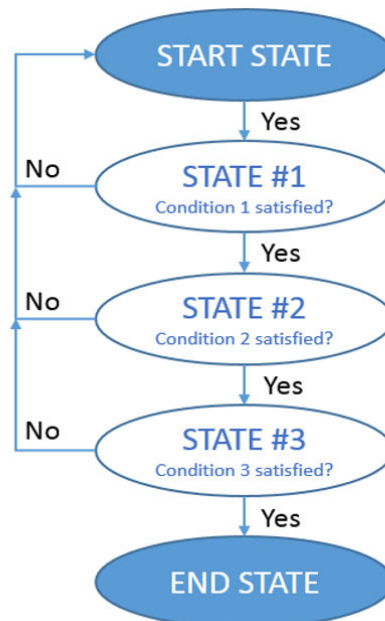 START STATE
Yes
No
STATE #1
Condition 1 satisfied?
Yes
No
STATE #2
Condition 2 satisfied?
Yes
No
STATE #3
Condition 3 satisfied?
Yes
END STATE